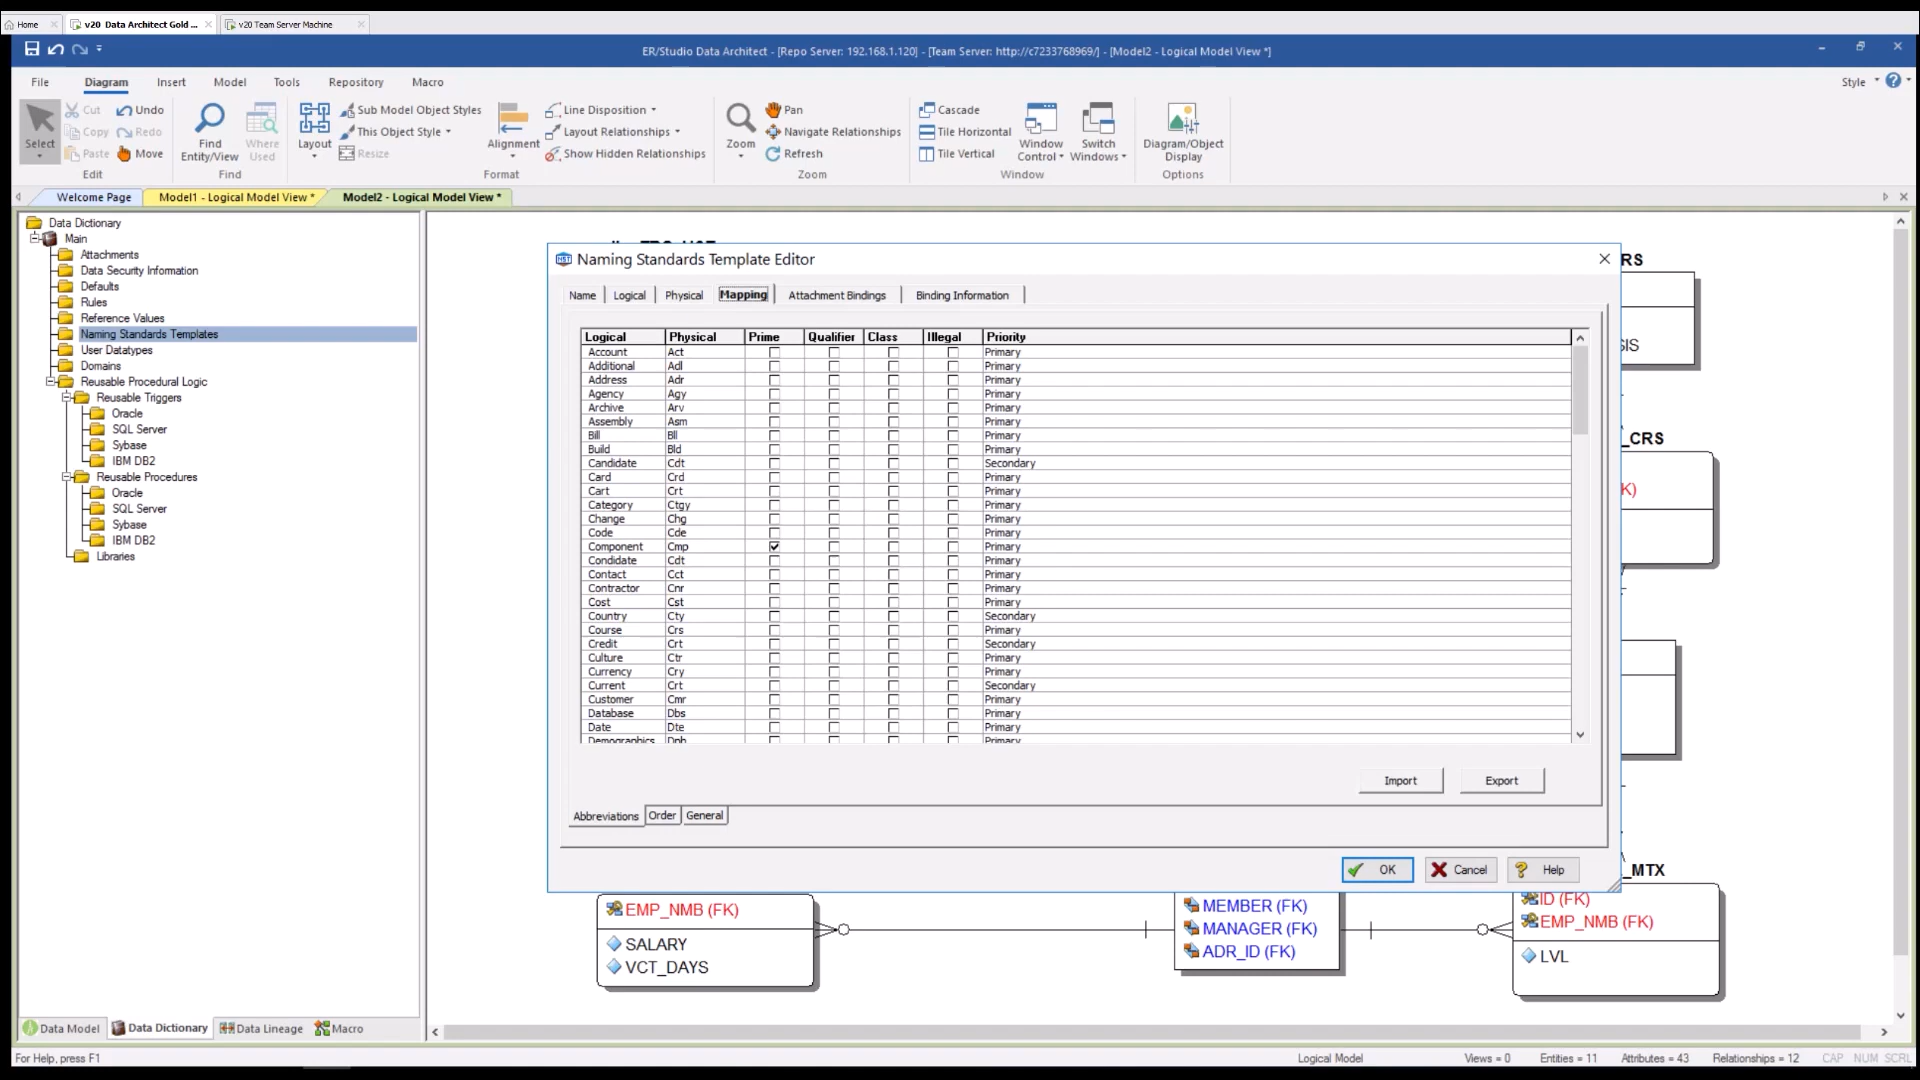 Home
v20 Data Architect Gold ...
v20 Team Server Machine
ER/Studio Data Architect - [Repo Server: 192.168.1.120] - [Team Server: http://c7233768969/] - [Model2 - Logical Model View *]
File Diagram Insert Model Tools Repository Macro
Style
Select
Cut
Copy
Paste
Undo
Redo
Move
Edit
Find Entity/View
Where Used
Find
Layout
Sub Model Object Styles
This Object Style
Resize
Alignment
Line Disposition
Layout Relationships
Show Hidden Relationships
Format
Zoom
Pan
Navigate Relationships
Refresh
Zoom
Cascade
Tile Horizontal
Tile Vertical
Window Control
Switch Windows
Window
Diagram/Object Display
Options
Welcome Page
Model1 - Logical Model View *
Model2 - Logical Model View *
Data Dictionary
Main
Attachments
Data Security Information
Defaults
Rules
Reference Values
Naming Standards Templates
User Datatypes
Domains
Reusable Procedural Logic
Reusable Triggers
Oracle
SQL Server
Sybase
IBM DB2
Reusable Procedures
Oracle
SQL Server
Sybase
IBM DB2
Libraries
Data Model
Data Dictionary
Data Lineage
Macro
Naming Standards Template Editor
Name Logical Physical Mapping Attachment Bindings Binding Information
Logical Physical Prime Qualifier Class Illegal Priority
Account Act Primary
Additional Adl Primary
Address Adr Primary
Agency Agy Primary
Archive Arv Primary
Assembly Asm Primary
Bill Bll Primary
Build Bld Primary
Candidate Cdt Secondary
Card Crd Primary
Cart Crt Primary
Category Ctgy Primary
Change Chg Primary
Code Cde Primary
Component Cmp Primary
Condidate Cdt Primary
Contact Cct Primary
Contractor Cnr Primary
Cost Cst Primary
Country Cty Secondary
Course Crs Primary
Credit Crt Secondary
Culture Ctr Primary
Currency Cry Primary
Current Crt Secondary
Customer Cmr Primary
Database Dbs Primary
Date Dte Primary
Demographics Dph Primary
Import
Export
Abbreviations Order General
OK
Cancel
Help
RS
SIS
_CRS
K)
_MTX
EMP_NMB (FK)
SALARY
VCT_DAYS
MEMBER (FK)
MANAGER (FK)
ADR_ID (FK)
ID (FK)
EMP_NMB (FK)
LVL
For Help, press F1
Logical Model
Views = 0
Entities = 11
Attributes = 43
Relationships = 12
CAP NUM SCRL